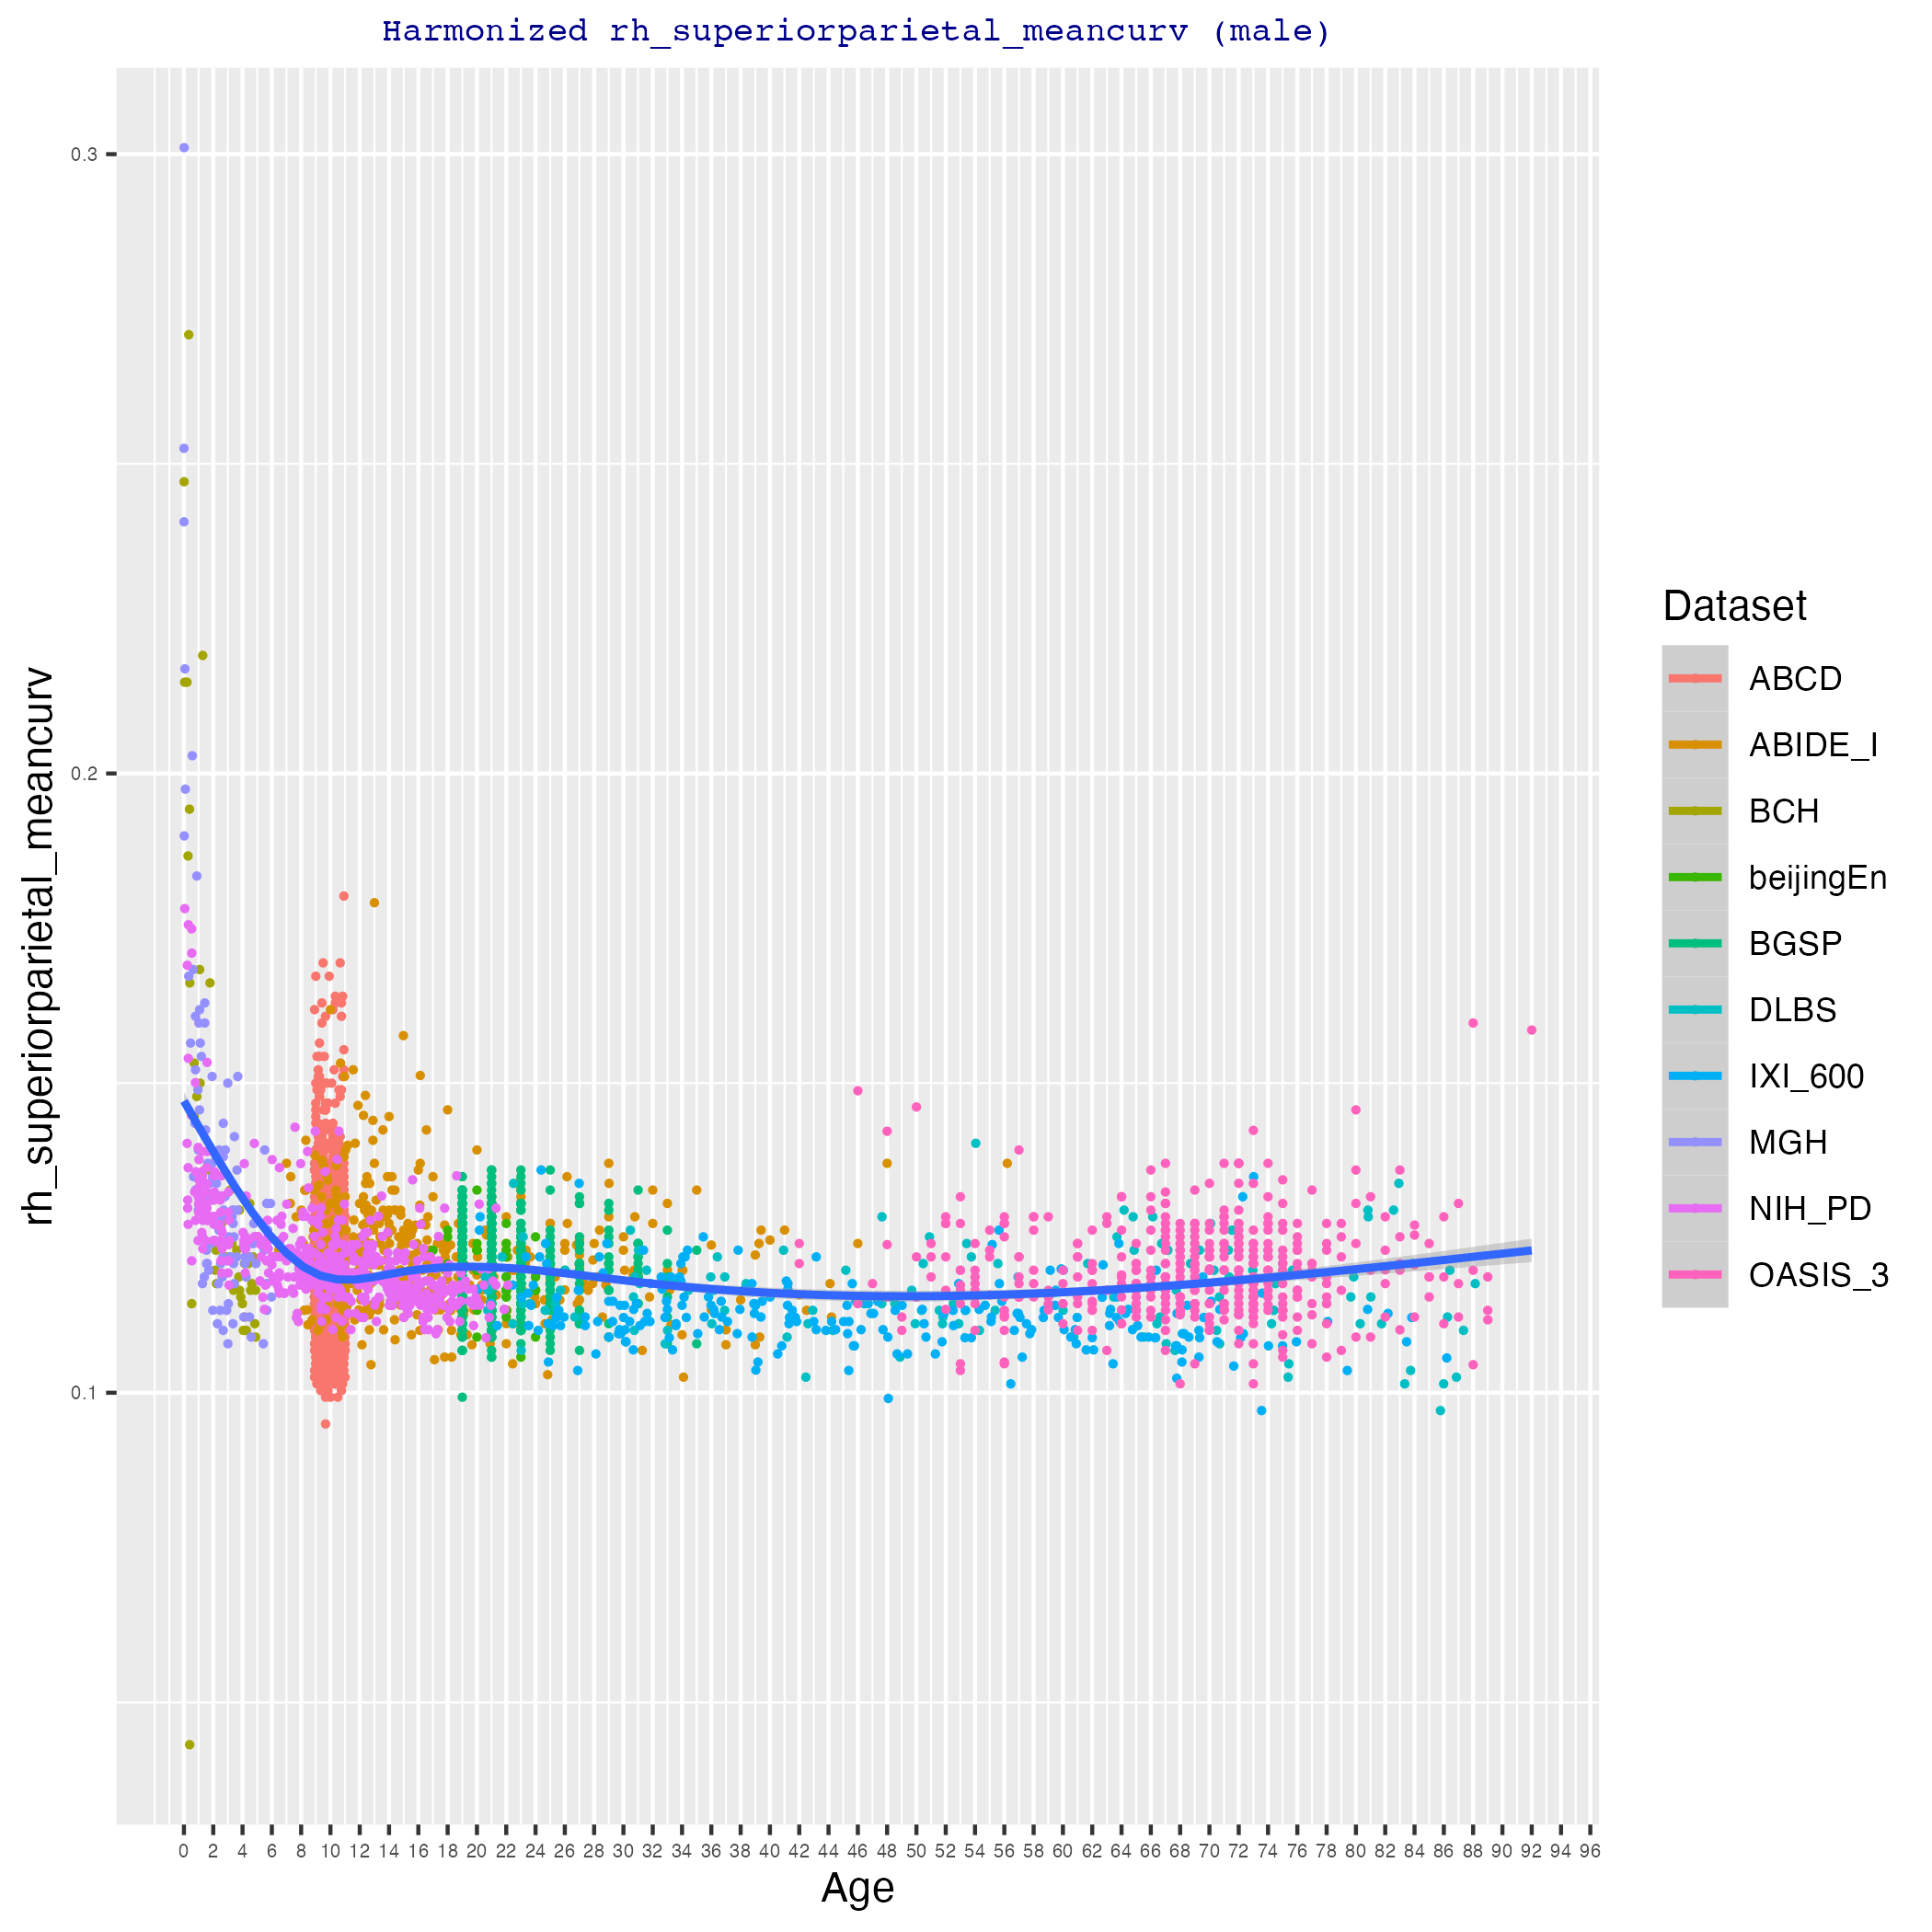 Harmonized rh_superiorparietal_meancurv (male)
rh_superiorparietal_meancurv
0.3
0.2
0.1
0 2 4 6 8 10 12 14 16 18 20 22 24 26 28 30 32 34 36 38 40 42 44 46 48 50 52 54 56 58 60 62 64 66 68 70 72 74 76 78 80 82 84 86 88 90 92 94 96
Age
Dataset
ABCD
ABIDE_I
BCH
beijingEn
BGSP
DLBS
IXI_600
MGH
NIH_PD
OASIS_3